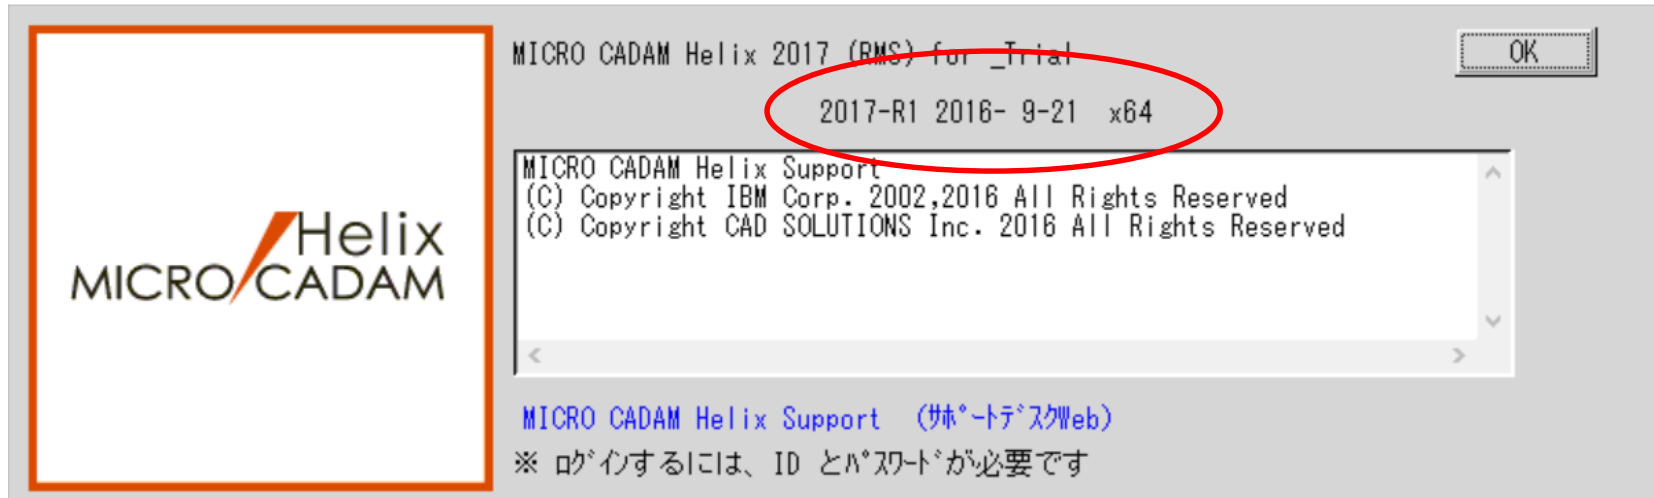 Helix
MICRO CADAM
MICRO CADAM Helix 2017 (RMS) for _Trial
OK
2017-R1 2016- 9-21 x64
MICRO CADAM Helix Support
(C) Copyright IBM Corp. 2002,2016 All Rights Reserved
(C) Copyright CAD SOLUTIONS Inc. 2016 All Rights Reserved
MICRO CADAM Helix Support (ｻﾎﾟｰﾄﾃﾞｽｸWeb)
※ ﾛｸﾞｲﾝするには、ID とﾊﾟｽﾜｰﾄﾞが必要です